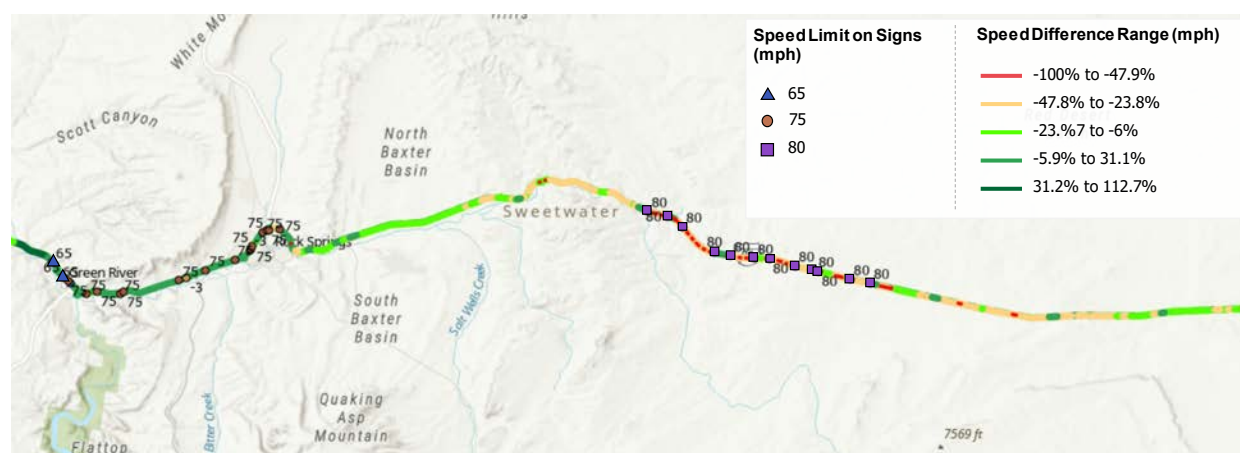 White Mo
Scott Canyon
North
Baxter
Basin
Sweetwater
Rock Springs
Green River
South
Baxter
Basin
Salt Wells Creek
Bitter Creek
Quaking
Asp
Mountain
Flattop
7569 ft
65
75
75
75
75
75
-3
75
75
75
75
75
-3
75
80
80
80
80
80
80
80
80
80
80
80
Speed Limit on Signs
(mph)
65
75
80
Speed Difference Range (mph)
-100% to -47.9%
-47.8% to -23.8%
-23.%7 to -6%
-5.9% to 31.1%
31.2% to 112.7%